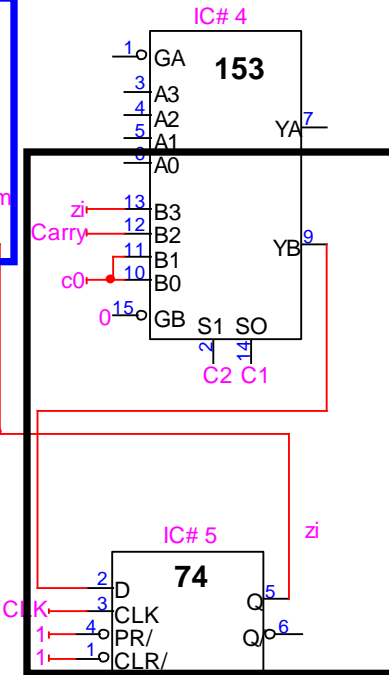 IC# 4
153
1 GA
3 A3
4 A2
5 A1
6 A0
YA 7
m
zi 13 B3
Carry 12 B2
11 B1
c0 10 B0
YB 9
0 15 GB
S1 SO
2 14
C2 C1
IC# 5
zi
74
2 D
Q 5
CLK 3 CLK
1 4 PR/
Q/ 6
1 1 CLR/